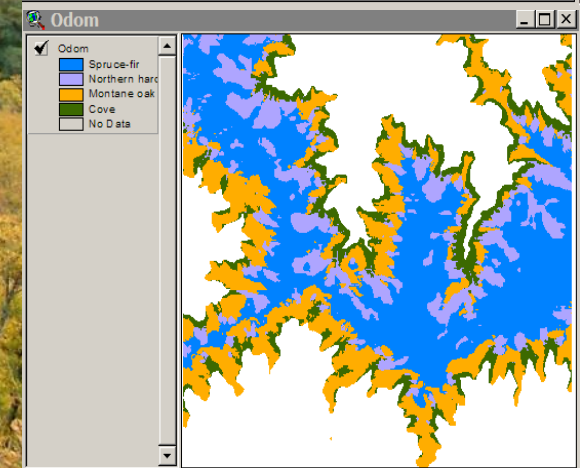 Odom
Odom
Spruce-fir
Northern hard
Montane oak
Cove
No Data